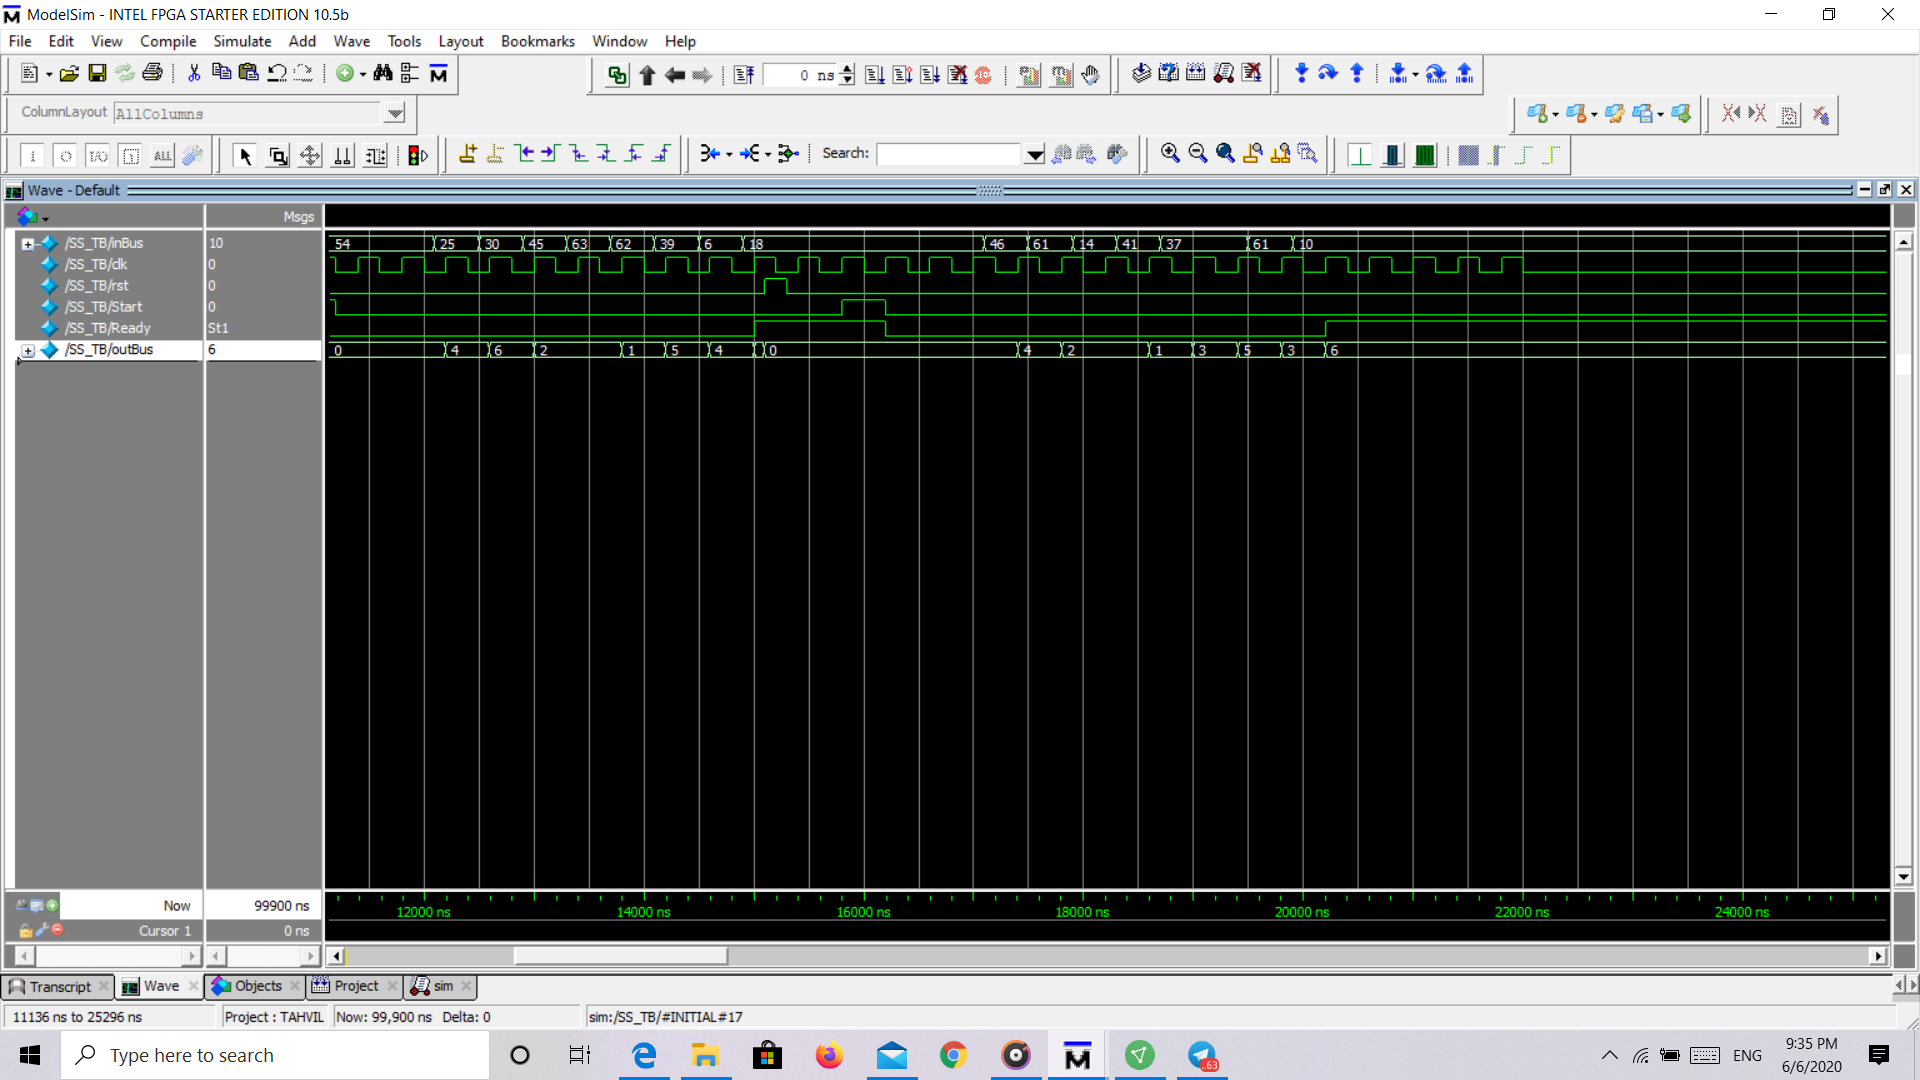 ModelSim - INTEL FPGA STARTER EDITION 10.5b
File Edit View Compile Simulate Add Wave Tools Layout Bookmarks Window Help
0 ns
ColumnLayout AllColumns
Search:
Wave - Default
Msgs
/SS_TB/inBus 10 54 25 30 45 63 62 39 6 18 46 61 14 41 37 61 10
/SS_TB/clk 0
/SS_TB/rst 0
/SS_TB/Start 0
/SS_TB/Ready St1
/SS_TB/outBus 6 0 4 6 2 1 5 4 0 4 2 1 3 5 3 6
Now 99900 ns 12000 ns 14000 ns 16000 ns 18000 ns 20000 ns 22000 ns 24000 ns
Cursor 1 0 ns
Transcript Wave Objects Project sim
11136 ns to 25296 ns Project : TAHVIL Now: 99,900 ns Delta: 0 sim:/SS_TB/#INITIAL#17
Type here to search ENG 9:35 PM
6/6/2020